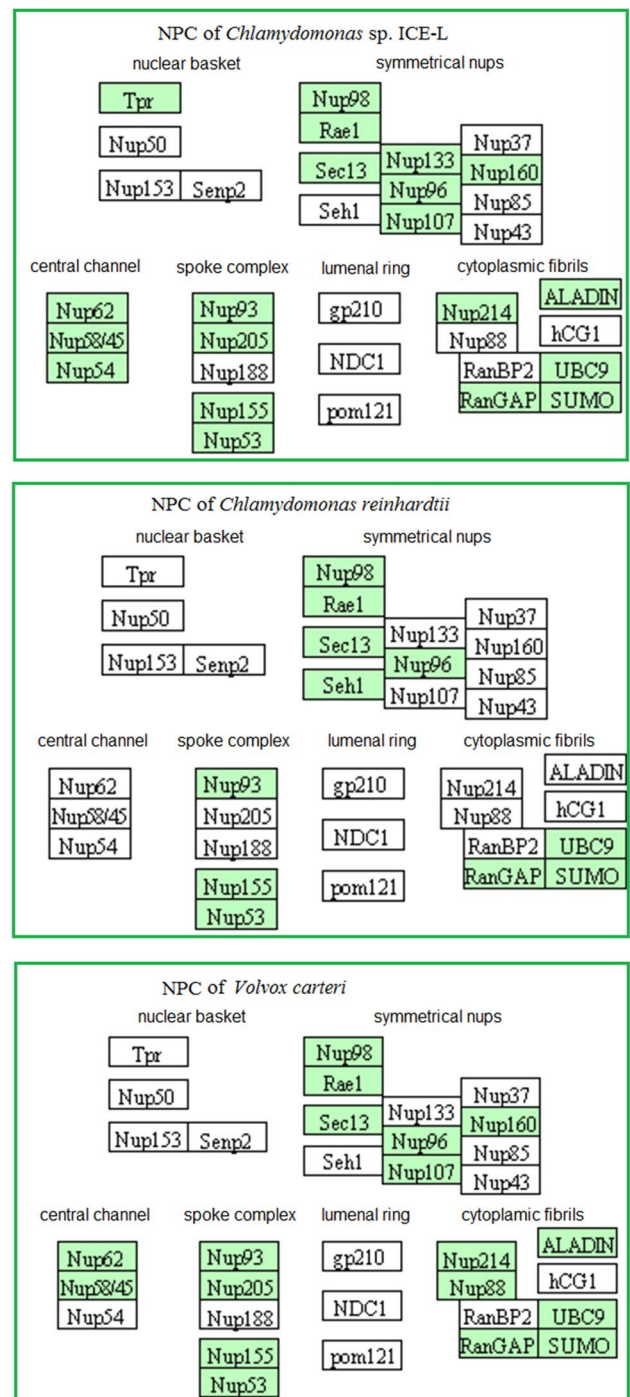 NPC of Chlamydomonas sp. ICE-L
nuclear basket
symmetrical nups
Tpr
Nup50
Nup153 Senp2
Nup98
Rae1
Sec13
Seh1
Nup133
Nup96
Nup107
Nup37
Nup160
Nup85
Nup43
central channel
spoke complex
lumenal ring
cytoplasmic fibrils
Nup62
Nup58/45
Nup54
Nup93
Nup205
Nup188
Nup155
Nup53
gp210
NDC1
pom121
Nup214
Nup88
ALADIN
hCG1
RanBP2 UBC9
RanGAP SUMO
NPC of Chlamydomonas reinhardtii
nuclear basket
symmetrical nups
Tpr
Nup50
Nup153 Senp2
Nup98
Rae1
Sec13
Seh1
Nup133
Nup96
Nup107
Nup37
Nup160
Nup85
Nup43
central channel
spoke complex
lumenal ring
cytoplasmic fibrils
Nup62
Nup58/45
Nup54
Nup93
Nup205
Nup188
Nup155
Nup53
gp210
NDC1
pom121
Nup214
Nup88
ALADIN
hCG1
RanBP2 UBC9
RanGAP SUMO
NPC of Volvox carteri
nuclear basket
symmetrical nups
Tpr
Nup50
Nup153 Senp2
Nup98
Rae1
Sec13
Seh1
Nup133
Nup96
Nup107
Nup37
Nup160
Nup85
Nup43
central channel
spoke complex
lumenal ring
cytoplamic fibrils
Nup62
Nup58/45
Nup54
Nup93
Nup205
Nup188
Nup155
Nup53
gp210
NDC1
pom121
Nup214
Nup88
ALADIN
hCG1
RanBP2 UBC9
RanGAP SUMO